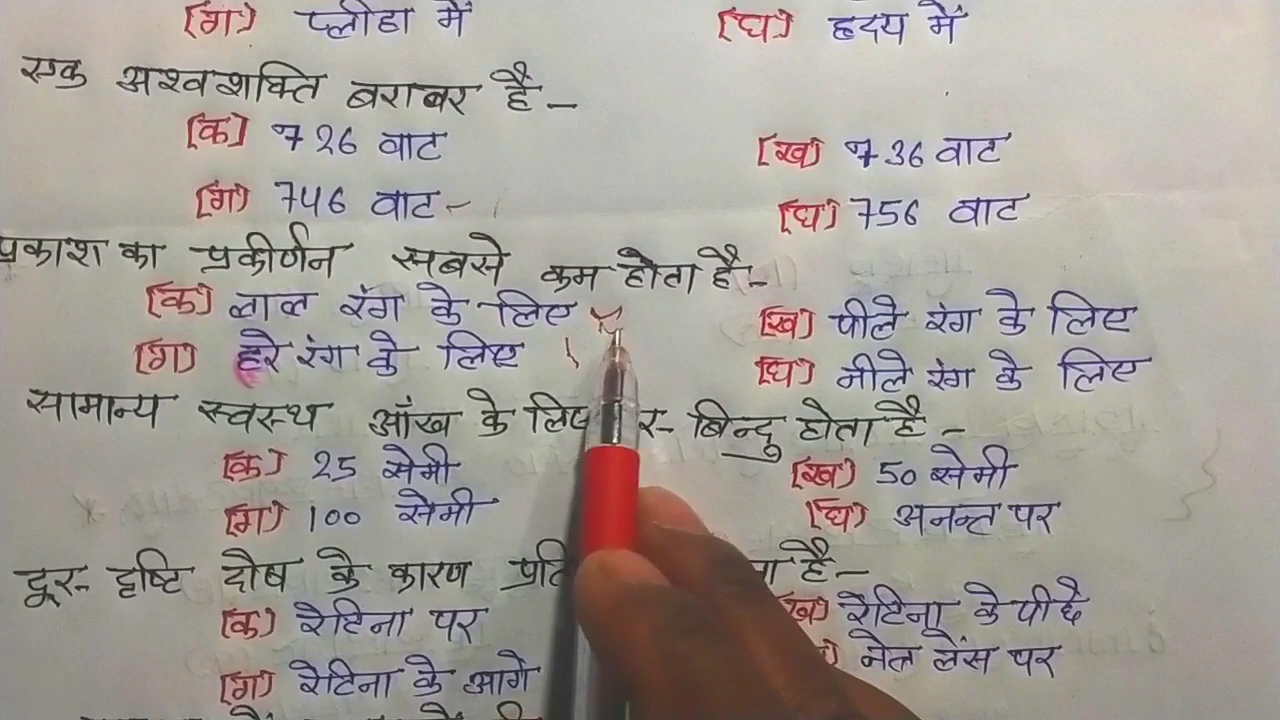 (ग) प्लीहा में (घ) हृदय में
एक अश्वशक्ति बराबर है –
(क) 726 वाट (ख) 736 वाट
(ग) 746 वाट – (घ) 756 वाट
प्रकाश का प्रकीर्णन सबसे कम होता है –
(क) लाल रंग के लिए (ख) पीले रंग के लिए
(ग) हरे रंग के लिए (घ) नीले रंग के लिए
सामान्य स्वस्थ आँख के लिए र- बिन्दु होता है –
(क) 25 सेमी (ख) 50 सेमी
(ग) 100 सेमी (घ) अनन्त पर
दूर- दृष्टि दोष के कारण है –
(क) रेटिना पर ख) रेटिना के पीछे
(ग) रेटिना के आगे ) नेत्र लेंस पर